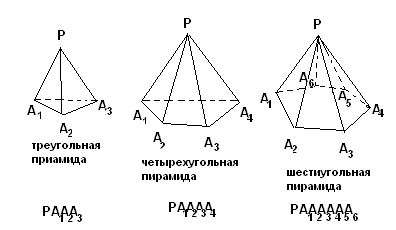 P
A₁
A₂
A₃
треугольная
приамида
PA₁A₂A₃
P
A₁
A₂
A₃
A₄
четырехугольная
пирамида
PA₁A₂A₃A₄
P
A₁
A₂
A₃
A₄
A₅
A₆
шестиугольная
пирамида
PA₁A₂A₃A₄A₅A₆